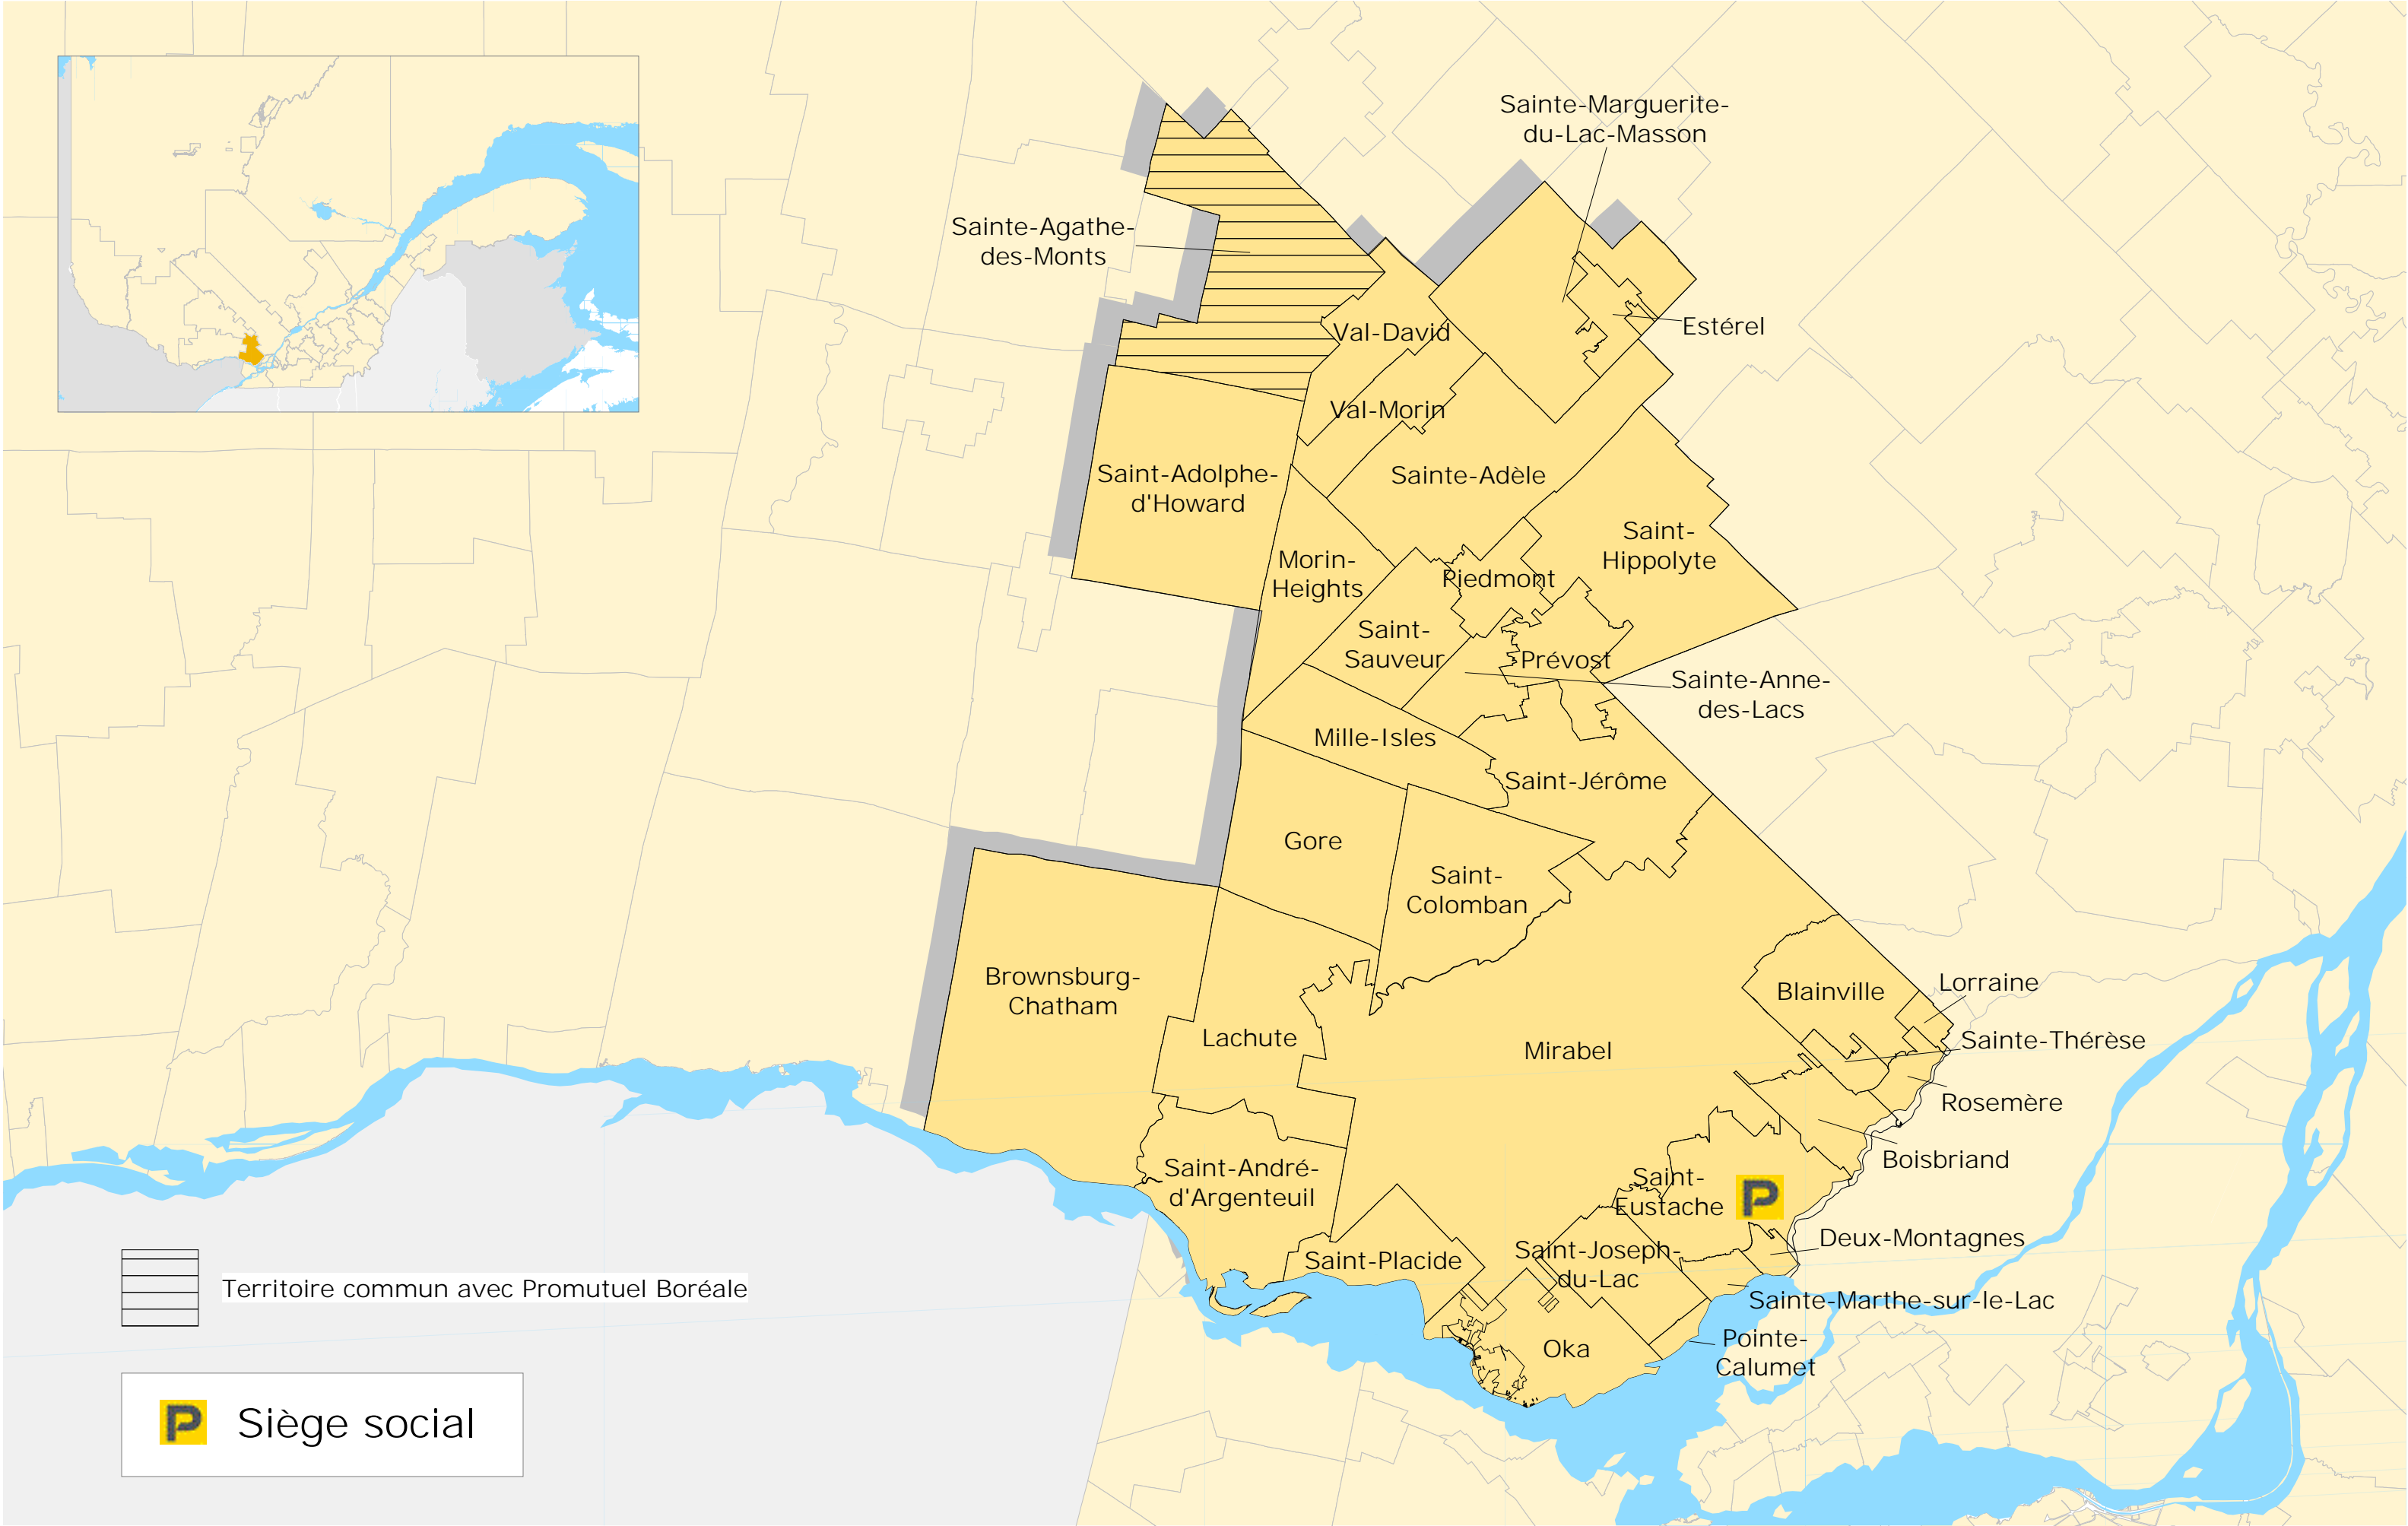 Sainte-Marguerite-
du-Lac-Masson
Sainte-Agathe-
des-Monts
Estérel
Val-David
Val-Morin
Saint-Adolphe-
d'Howard
Sainte-Adèle
Saint-
Hippolyte
Morin-
Heights
Piedmont
Saint-
Sauveur
Prévost
Sainte-Anne-
des-Lacs
Mille-Isles
Saint-Jérôme
Gore
Saint-
Colomban
Brownsburg-
Chatham
Lachute
Mirabel
Blainville
Lorraine
Sainte-Thérèse
Rosemère
Boisbriand
Saint-André-
d'Argenteuil
Saint-
Eustache
P
Deux-Montagnes
Saint-Placide
Saint-Joseph-
du-Lac
Sainte-Marthe-sur-le-Lac
Oka
Pointe-
Calumet
Territoire commun avec Promutuel Boréale
P Siège social